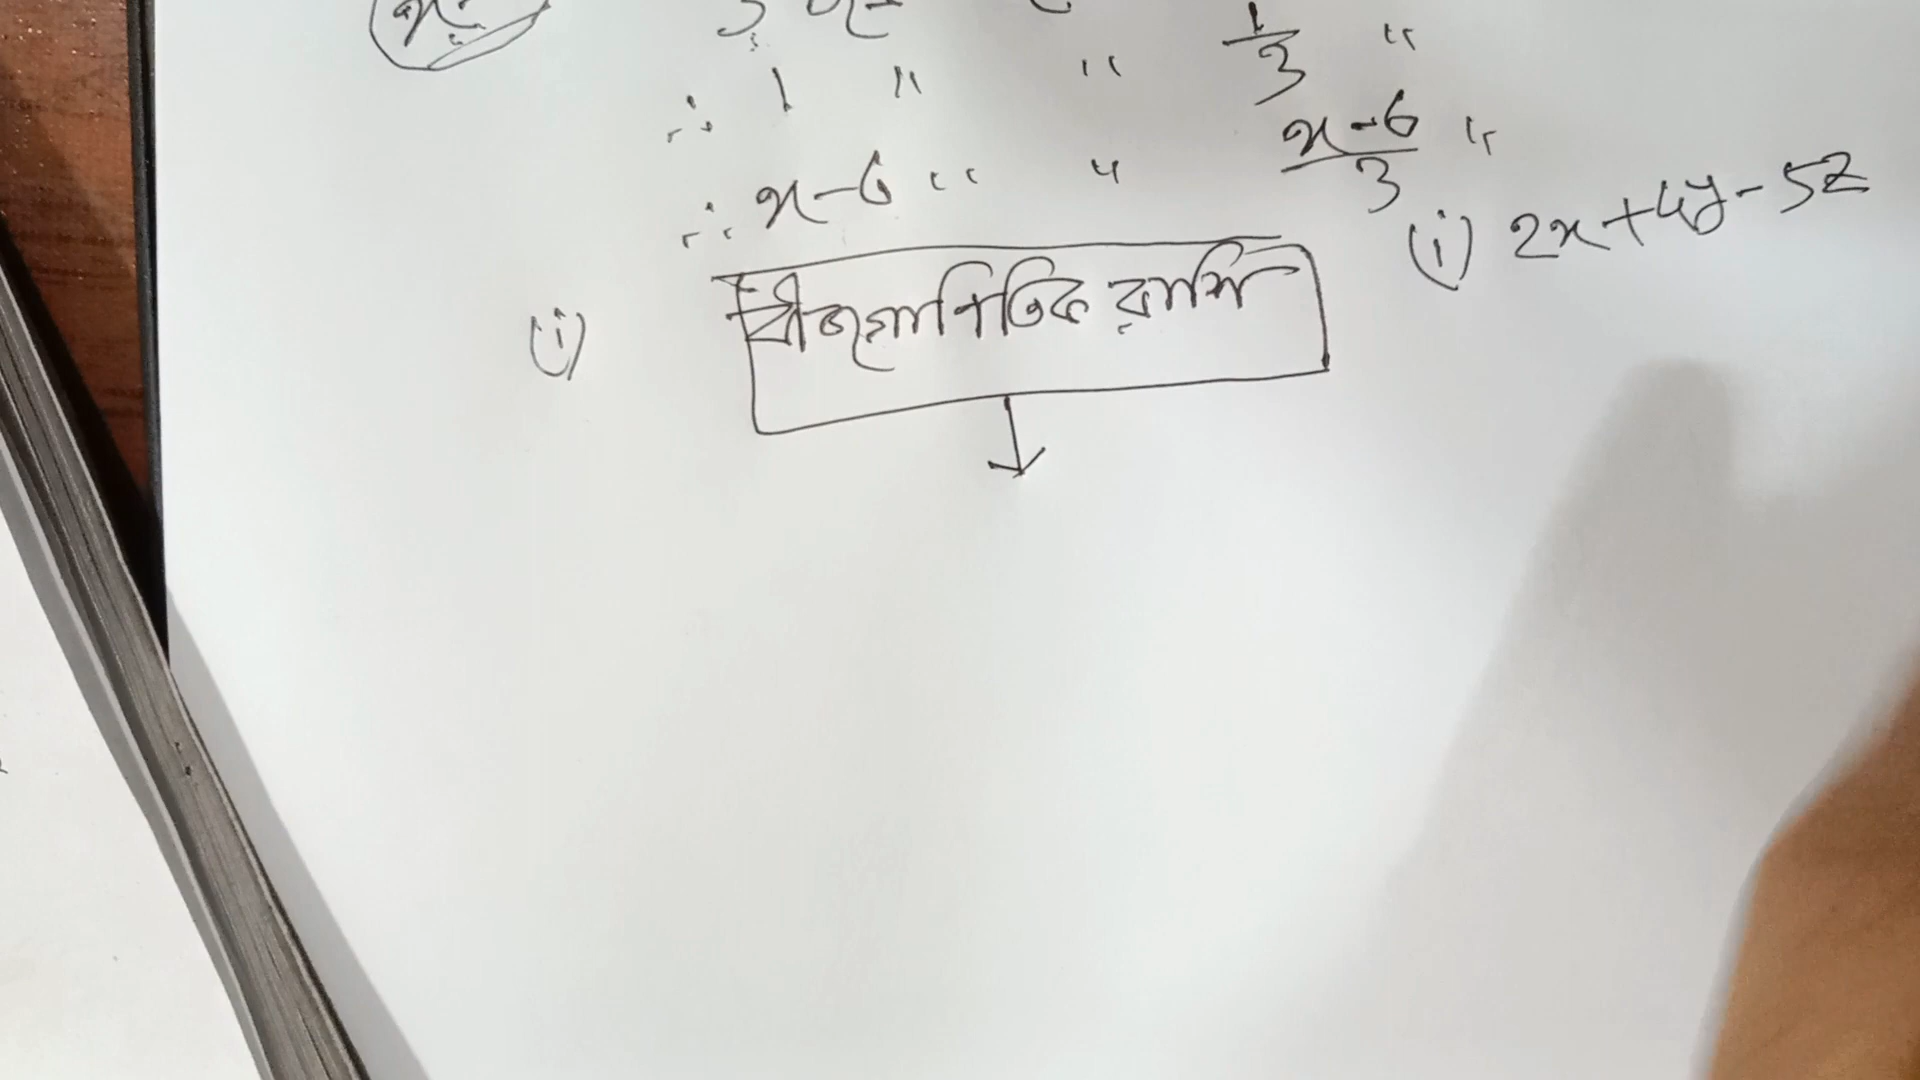 1/3 "
∴ 1 " "
∴ x-6 " " x-6/3 "
(i) 2x+4y-5z
(i) বীজগাণিতিক রাশি